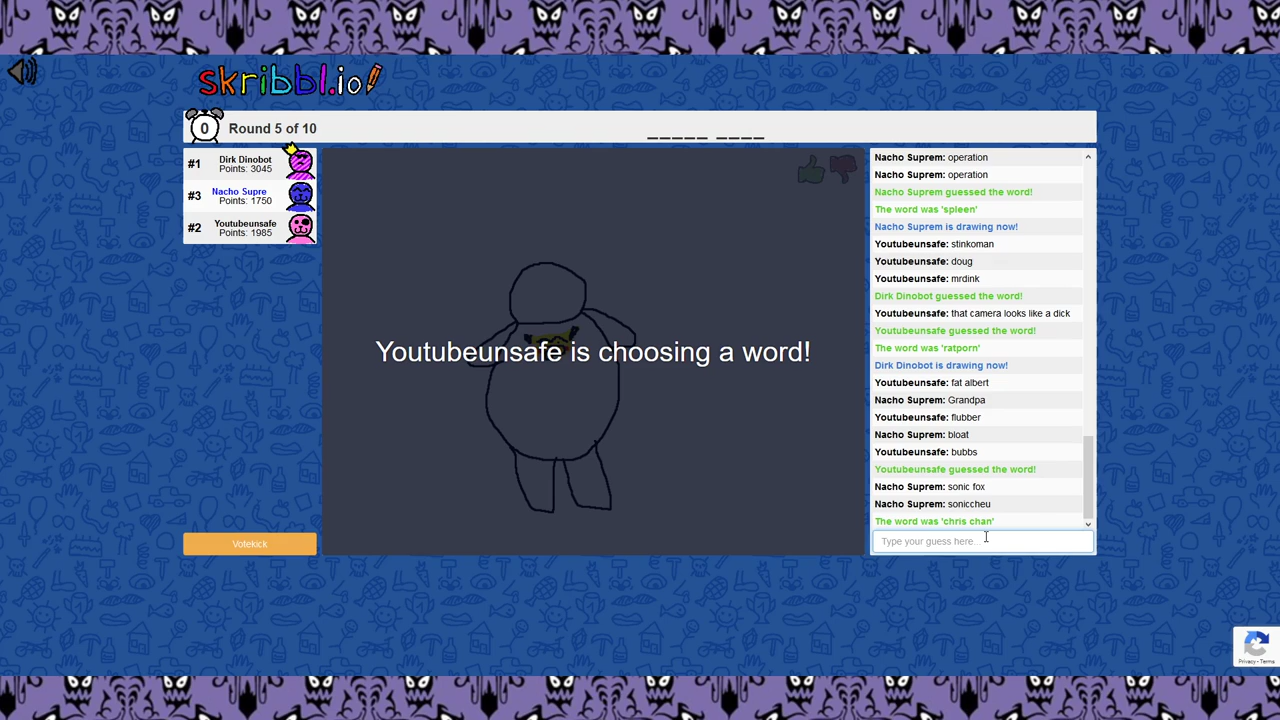 skribbl.io
0
Round 5 of 10
_____ ____
#1
Dirk Dinobot
Points: 3045
#3
Nacho Supre
Points: 1750
#2
Youtubeunsafe
Points: 1985
Votekick
Youtubeunsafe is choosing a word!
Nacho Suprem: operation
Nacho Suprem: operation
Nacho Suprem guessed the word!
The word was 'spleen'
Nacho Suprem is drawing now!
Youtubeunsafe: stinkoman
Youtubeunsafe: doug
Youtubeunsafe: mrdink
Dirk Dinobot guessed the word!
Youtubeunsafe: that camera looks like a dick
Youtubeunsafe guessed the word!
The word was 'ratporn'
Dirk Dinobot is drawing now!
Youtubeunsafe: fat albert
Nacho Suprem: Grandpa
Youtubeunsafe: flubber
Nacho Suprem: bloat
Youtubeunsafe: bubbs
Youtubeunsafe guessed the word!
Nacho Suprem: sonic fox
Nacho Suprem: soniccheu
The word was 'chris chan'
Type your guess here...
Privacy - Terms